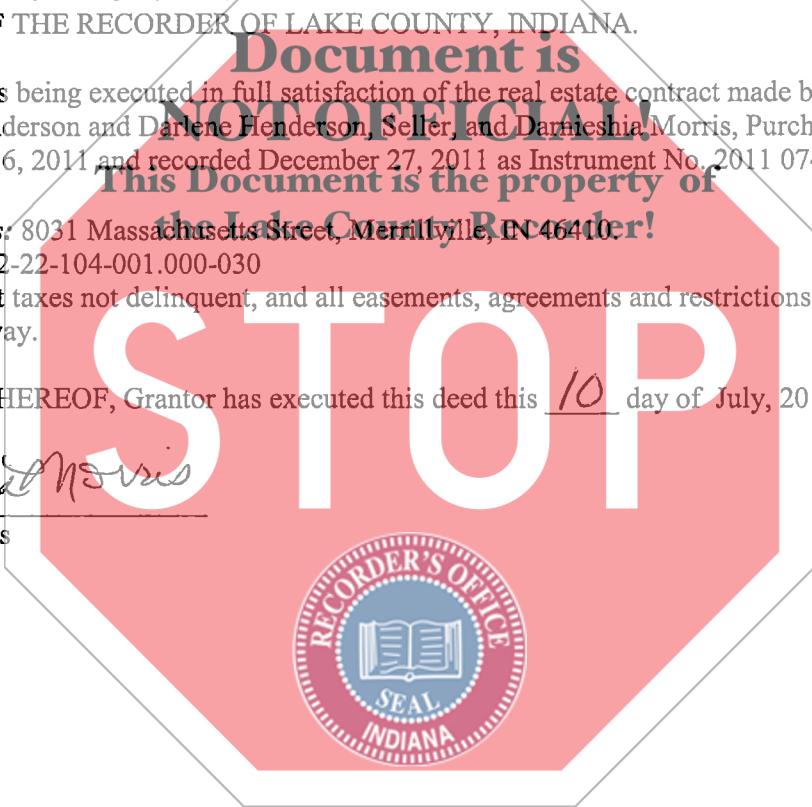 THE RECORDER OF LAKE COUNTY, INDIANA.
Document is
s being executed in full satisfaction of the real estate contract made b
NOT OFFICIAL!
derson and Darlene Henderson, Seller, and Damieshia Morris, Purch
6, 2011 and recorded December 27, 2011 as Instrument No. 2011 07
This Document is the property of
the Lake County Recorder!
: 8031 Massachusetts Street, Merrillville, IN 46410.
2-22-104-001.000-030
t taxes not delinquent, and all easements, agreements and restrictions
ay.
STOP
HEREOF, Grantor has executed this deed this 10 day of July, 20
Morris
s
RECORDER'S OFFICE
SEAL
INDIANA